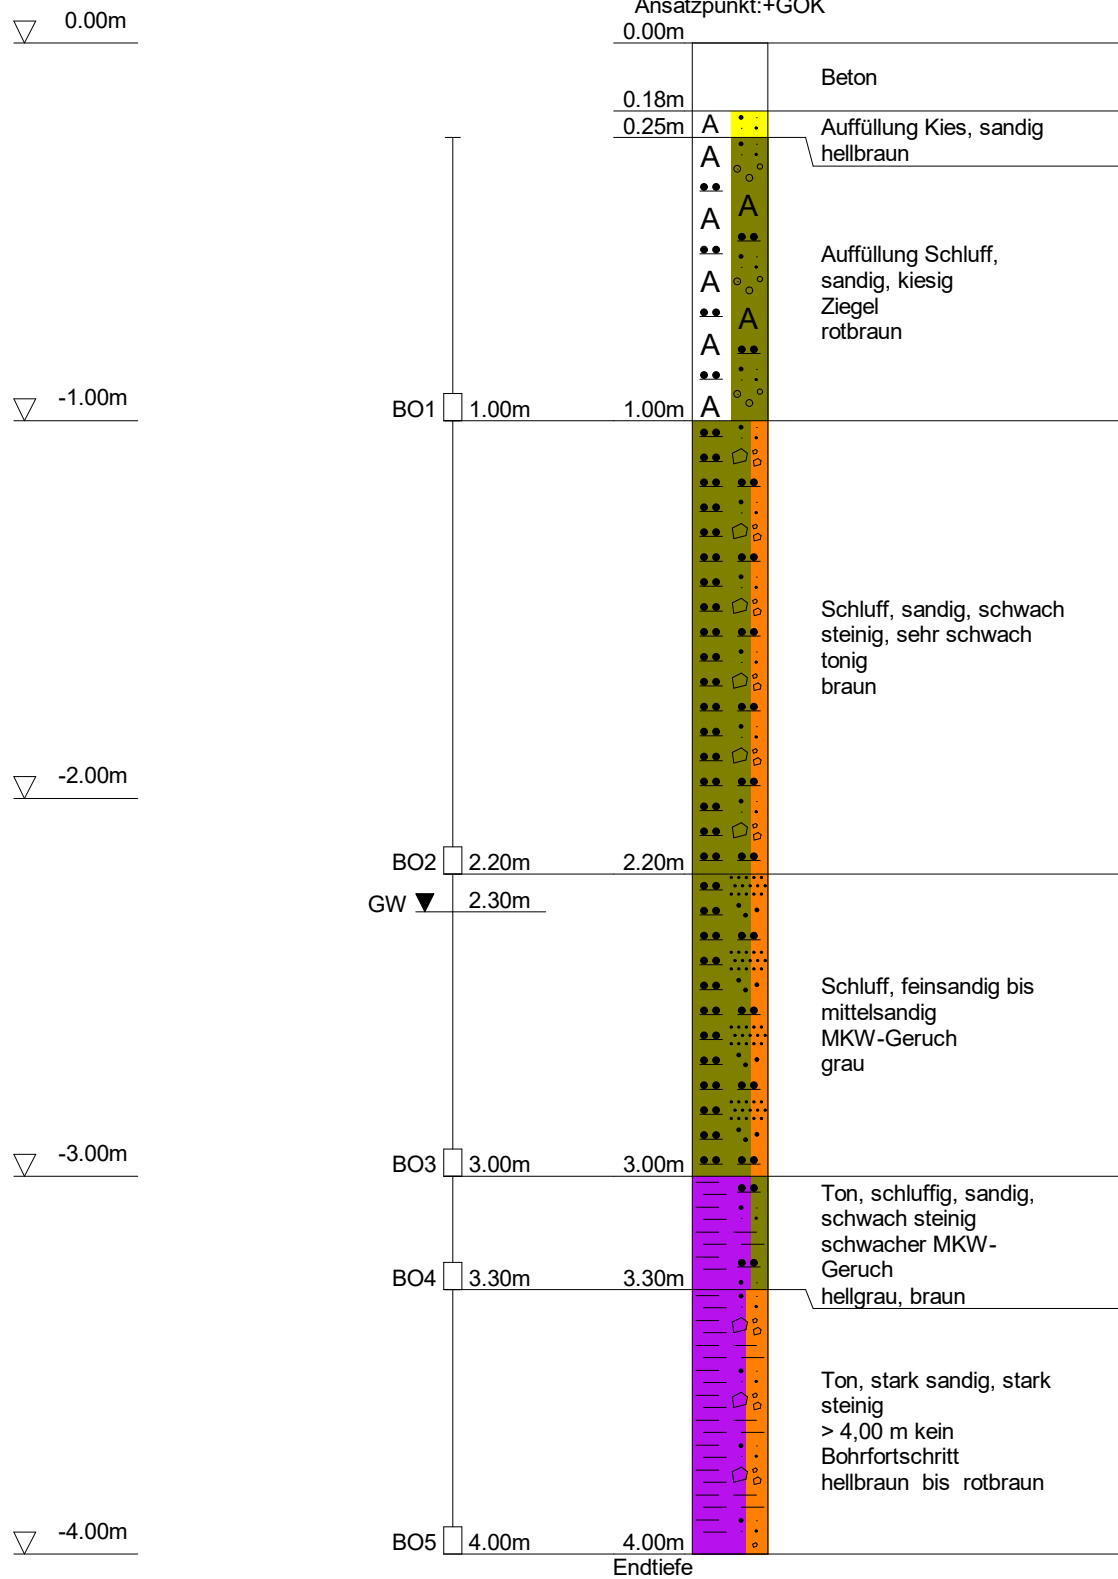 Ansatzpunkt:+GOK
0.00m
0.00m
Beton
0.18m
A
0.25m
Auffüllung Kies, sandig
hellbraun
A
A
A
A
A
A
A
Auffüllung Schluff,
sandig, kiesig
Ziegel
rotbraun
-1.00m
BO1
1.00m
1.00m
Schluff, sandig, schwach
steinig, sehr schwach
tonig
braun
-2.00m
BO2
2.20m
2.20m
GW
2.30m
Schluff, feinsandig bis
mittelsandig
MKW-Geruch
grau
-3.00m
BO3
3.00m
3.00m
Ton, schluffig, sandig,
schwach steinig
schwacher MKW-
Geruch
hellgrau, braun
BO4
3.30m
3.30m
Ton, stark sandig, stark
steinig
> 4,00 m kein
Bohrfortschritt
hellbraun bis rotbraun
-4.00m
BO5
4.00m
4.00m
Endtiefe